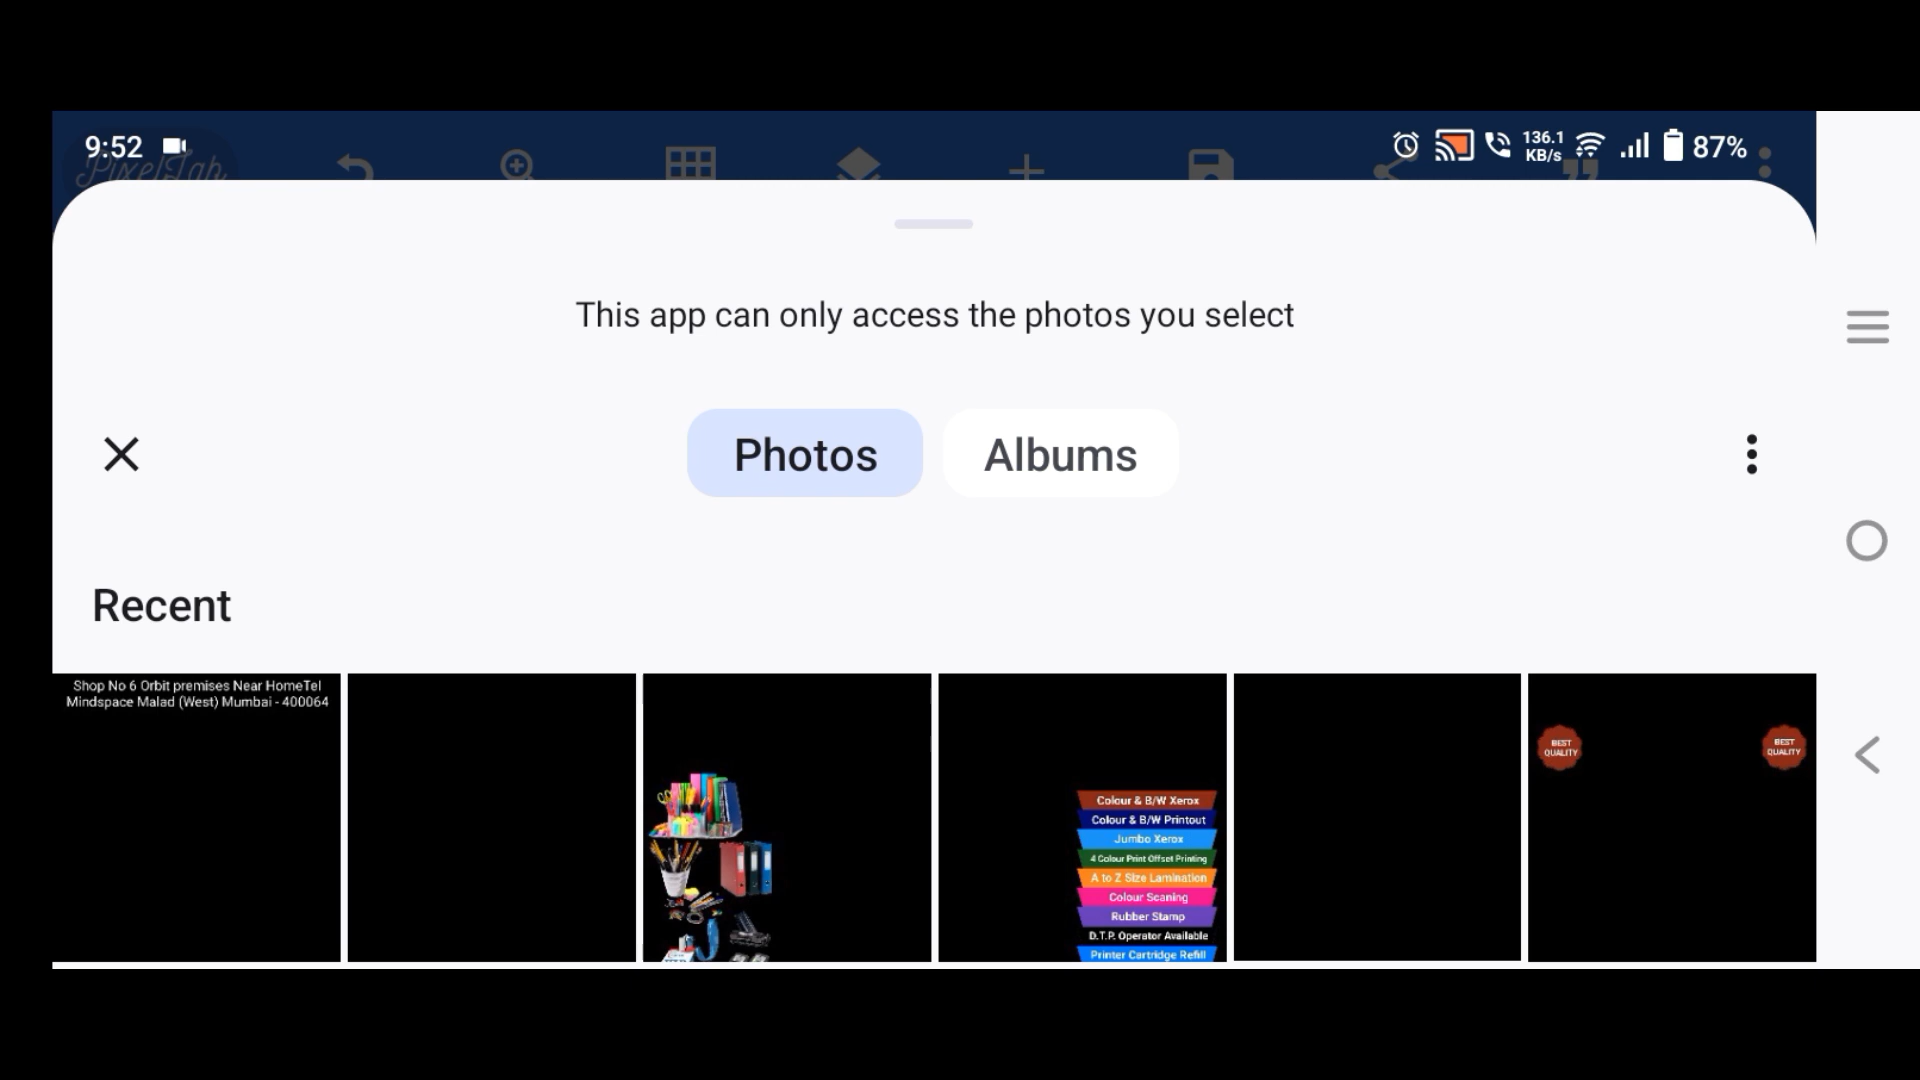 9:52
136.1
KB/s
87%
PixelLab
This app can only access the photos you select
Photos
Albums
Recent
Shop No 6 Orbit premises Near HomeTel
Mindspace Malad (West) Mumbai - 400064
Colour & B/W Xerox
Colour & B/W Printout
Jumbo Xerox
4 Colour Print Offset Printing
A to Z Size Lamination
Colour Scaning
Rubber Stamp
D.T.P. Operator Available
Printer Cartridge Refill
BEST
QUALITY
BEST
QUALITY